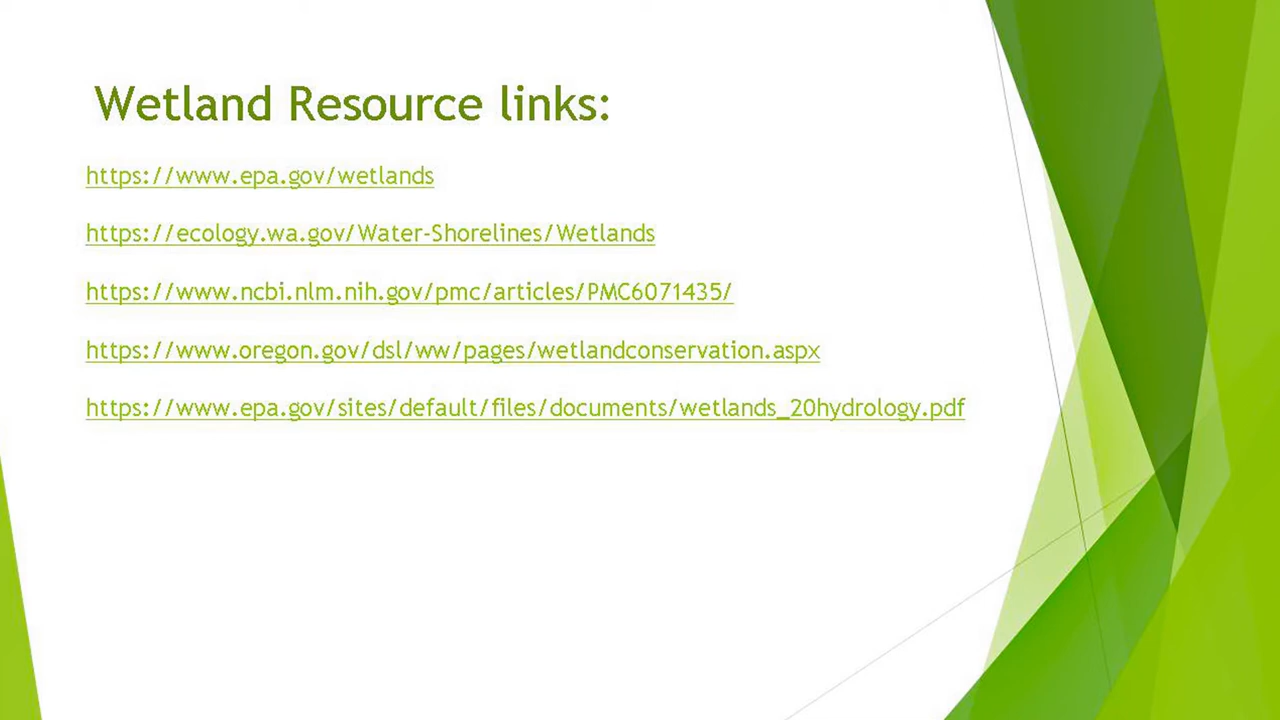 Wetland Resource links:
https://www.epa.gov/wetlands
https://ecology.wa.gov/Water-Shorelines/Wetlands
https://www.ncbi.nlm.nih.gov/pmc/articles/PMC6071435/
https://www.oregon.gov/dsl/ww/pages/wetlandconservation.aspx
https://www.epa.gov/sites/default/files/documents/wetlands_20hydrology.pdf